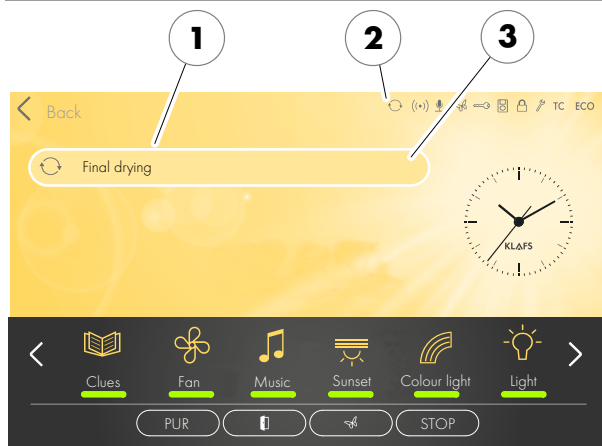 1 2 3
Back TC ECO
Final drying
KLAFS
Clues Fan Music Sunset Colour light Light
PUR STOP